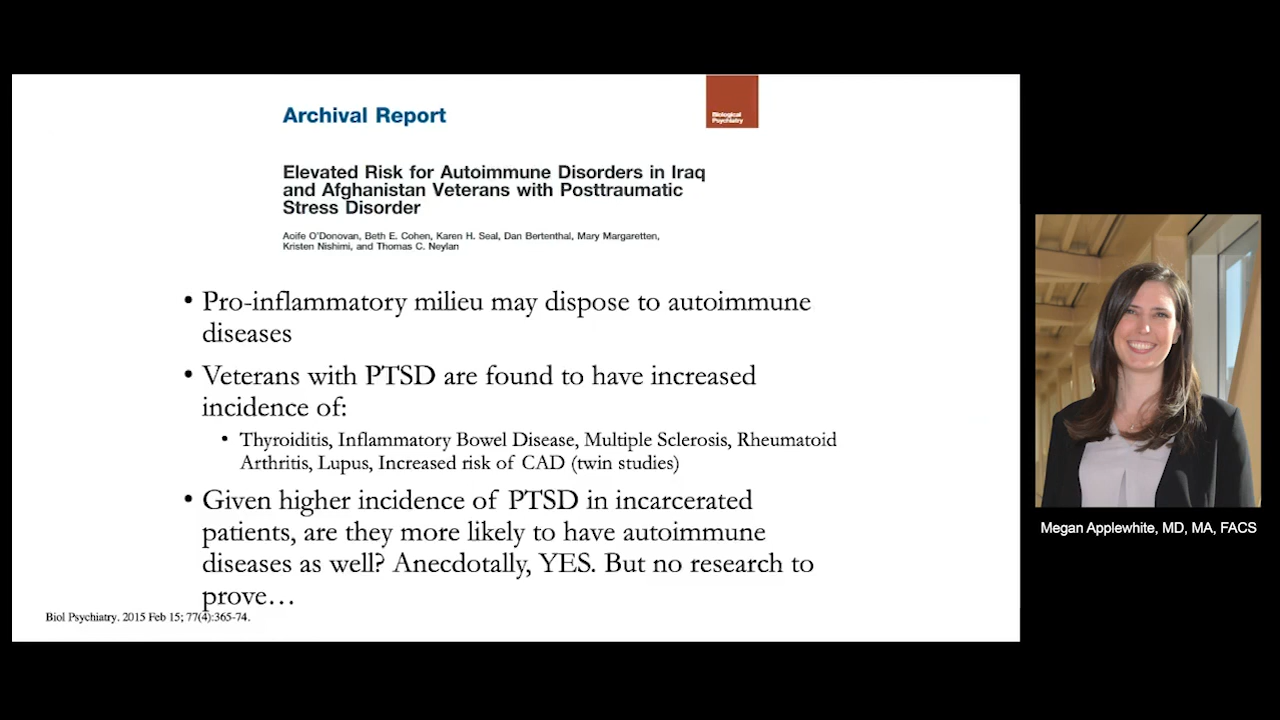 Archival Report
Biological
Psychiatry
Elevated Risk for Autoimmune Disorders in Iraq
and Afghanistan Veterans with Posttraumatic
Stress Disorder
Aoife O'Donovan, Beth E. Cohen, Karen H. Seal, Dan Bertenthal, Mary Margaretten,
Kristen Nishimi, and Thomas C. Neylan
• Pro-inflammatory milieu may dispose to autoimmune
diseases
• Veterans with PTSD are found to have increased
incidence of:
• Thyroiditis, Inflammatory Bowel Disease, Multiple Sclerosis, Rheumatoid
Arthritis, Lupus, Increased risk of CAD (twin studies)
• Given higher incidence of PTSD in incarcerated
patients, are they more likely to have autoimmune
diseases as well? Anecdotally, YES. But no research to
prove…
Biol Psychiatry. 2015 Feb 15; 77(4):365-74.
Megan Applewhite, MD, MA, FACS